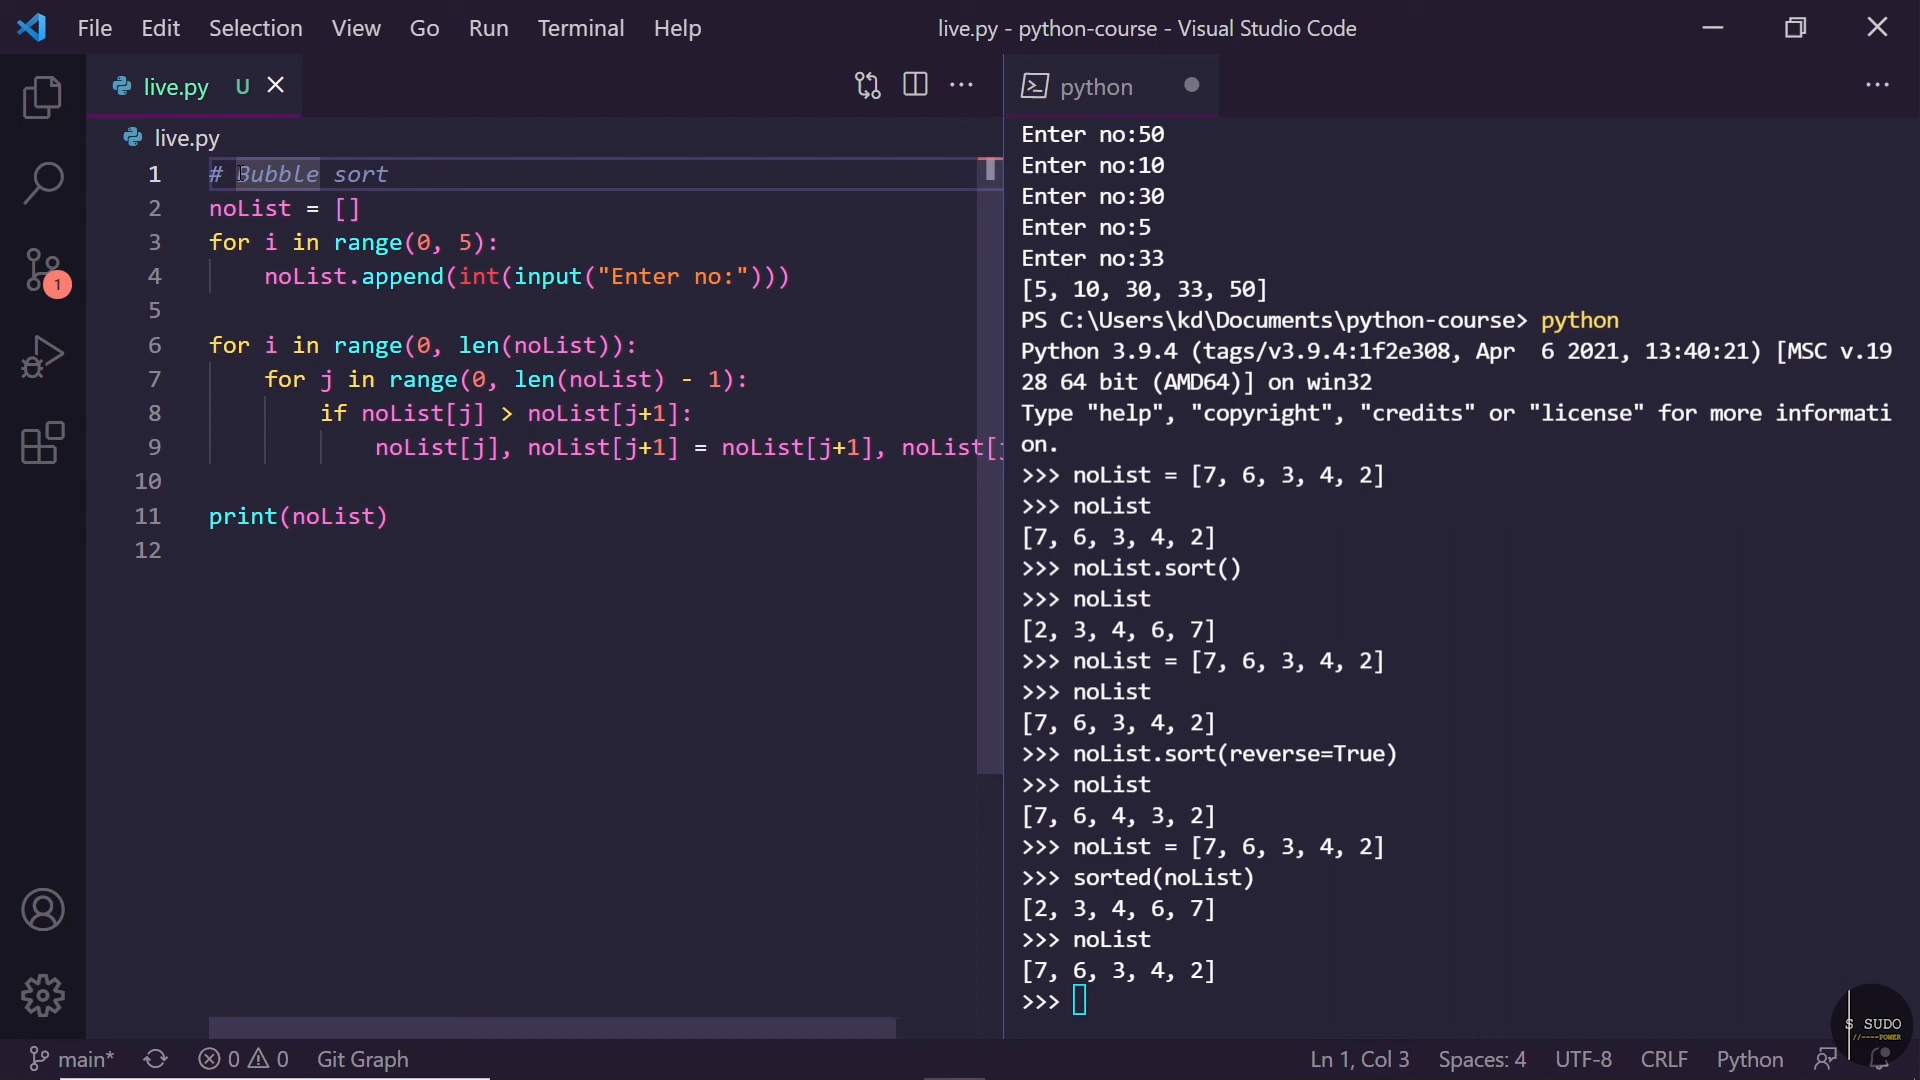 File Edit Selection View Go Run Terminal Help
live.py - python-course - Visual Studio Code
live.py U
python
live.py
1 # Bubble sort
2 noList = []
3 for i in range(0, 5):
4 noList.append(int(input("Enter no:")))
5
6 for i in range(0, len(noList)):
7 for j in range(0, len(noList) - 1):
8 if noList[j] > noList[j+1]:
9 noList[j], noList[j+1] = noList[j+1], noList[j
10
11 print(noList)
12
1
Enter no:50
Enter no:10
Enter no:30
Enter no:5
Enter no:33
[5, 10, 30, 33, 50]
PS C:\Users\kd\Documents\python-course> python
Python 3.9.4 (tags/v3.9.4:1f2e308, Apr  6 2021, 13:40:21) [MSC v.19
28 64 bit (AMD64)] on win32
Type "help", "copyright", "credits" or "license" for more informati
on.
>>> noList = [7, 6, 3, 4, 2]
>>> noList
[7, 6, 3, 4, 2]
>>> noList.sort()
>>> noList
[2, 3, 4, 6, 7]
>>> noList = [7, 6, 3, 4, 2]
>>> noList
[7, 6, 3, 4, 2]
>>> noList.sort(reverse=True)
>>> noList
[7, 6, 4, 3, 2]
>>> noList = [7, 6, 3, 4, 2]
>>> sorted(noList)
[2, 3, 4, 6, 7]
>>> noList
[7, 6, 3, 4, 2]
>>>
S SUDO
//----POWER
main* 0 0 Git Graph
Ln 1, Col 3 Spaces: 4 UTF-8 CRLF Python